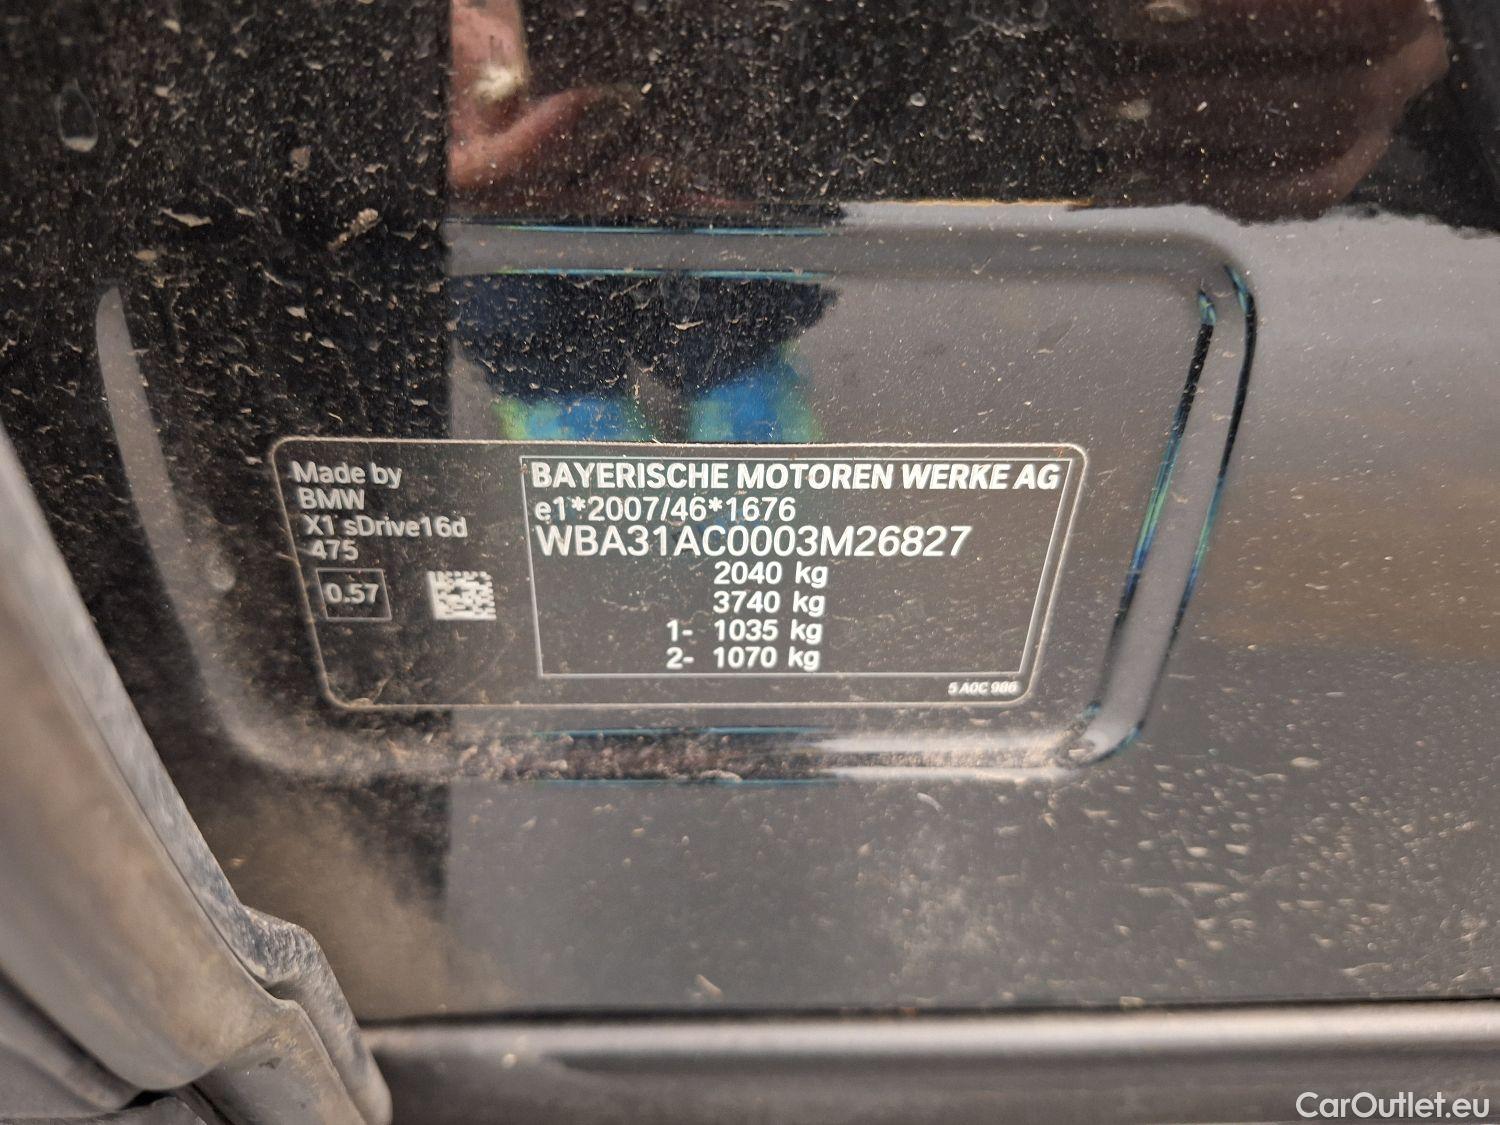 Made by
BMW
X1 sDrive16d
475
0.57
BAYERISCHE MOTOREN WERKE AG
e1*2007/46*1676
WBA31AC0003M26827
2040 kg
3740 kg
1- 1035 kg
2- 1070 kg
5 A0C 986
CarOutlet.eu